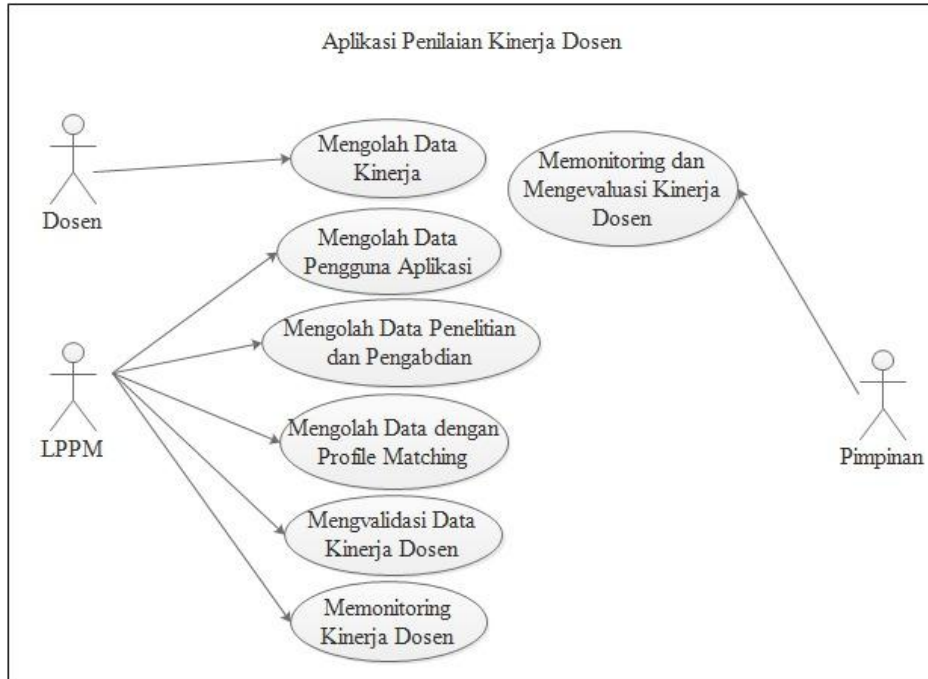 Aplikasi Penilaian Kinerja Dosen
Mengolah Data
Kinerja
Memonitoring dan
Mengevaluasi Kinerja
Dosen
Dosen
Mengolah Data
Pengguna Aplikasi
Mengolah Data Penelitian
dan Pengabdian
LPPM
Mengolah Data dengan
Profile Matching
Pimpinan
Mengvalidasi Data
Kinerja Dosen
Memonitoring
Kinerja Dosen